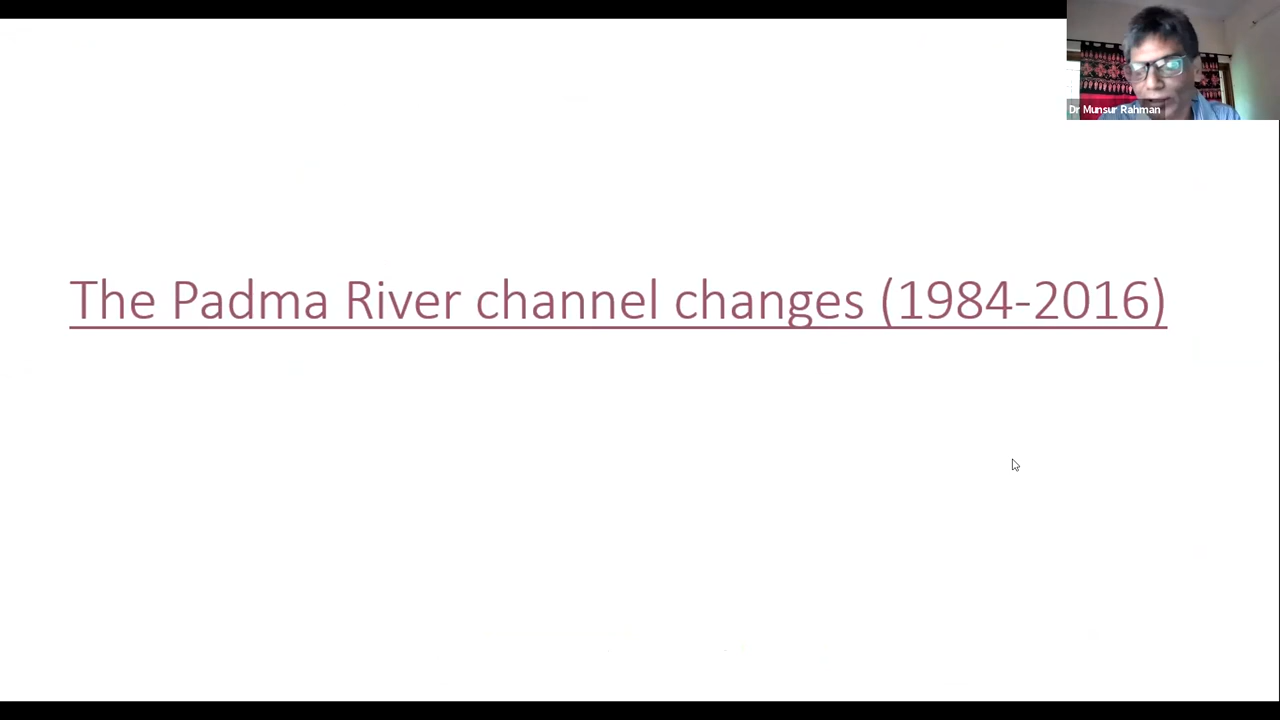 Dr Munsur Rahman
The Padma River channel changes (1984-2016)